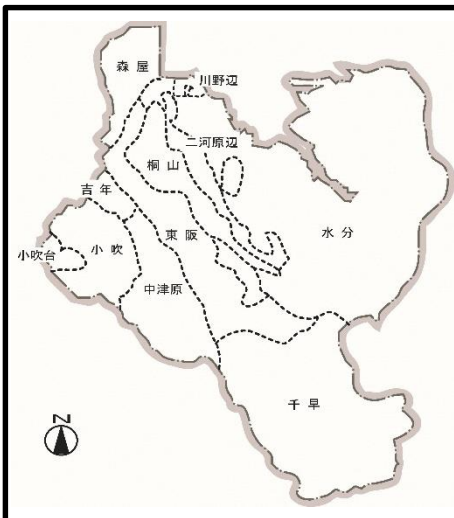 森屋
川野辺
二河原辺
桐山
吉年
水分
東阪
小吹
小吹台
中津原
千早
N